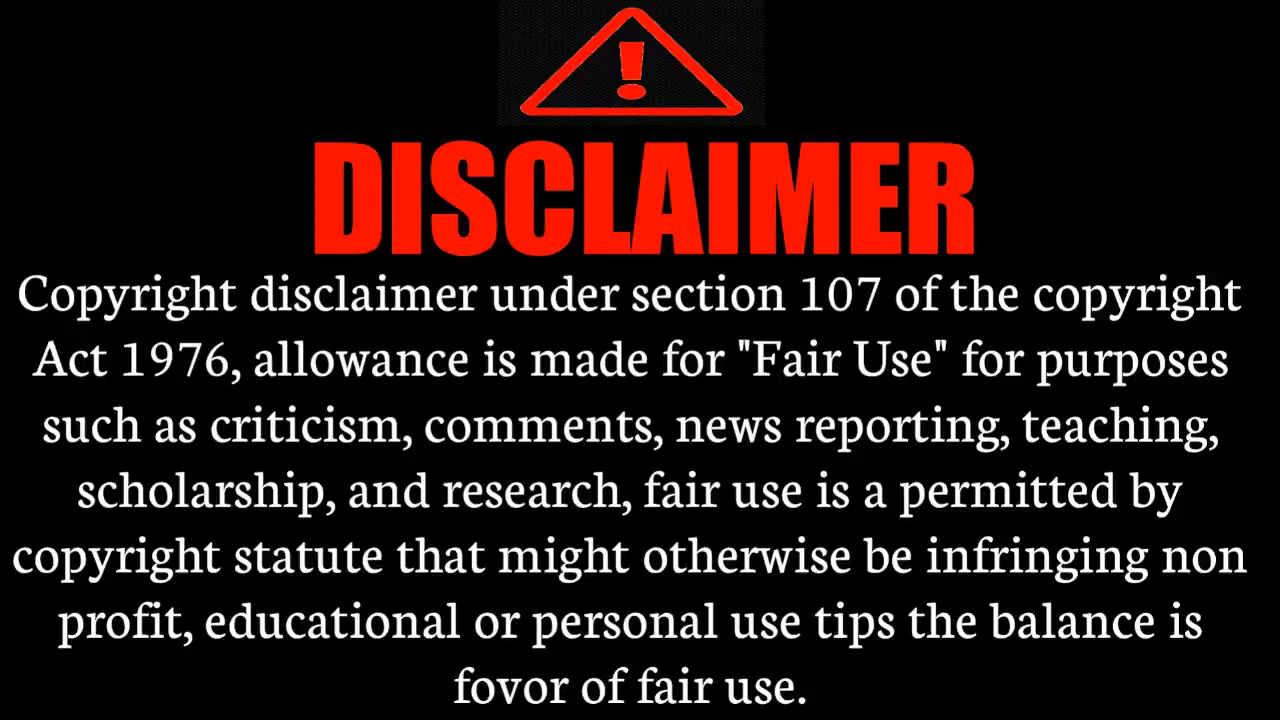 DISCLAIMER
Copyright disclaimer under section 107 of the copyright
Act 1976, allowance is made for "Fair Use" for purposes
such as criticism, comments, news reporting, teaching,
scholarship, and research, fair use is a permitted by
copyright statute that might otherwise be infringing non
profit, educational or personal use tips the balance is
fovor of fair use.